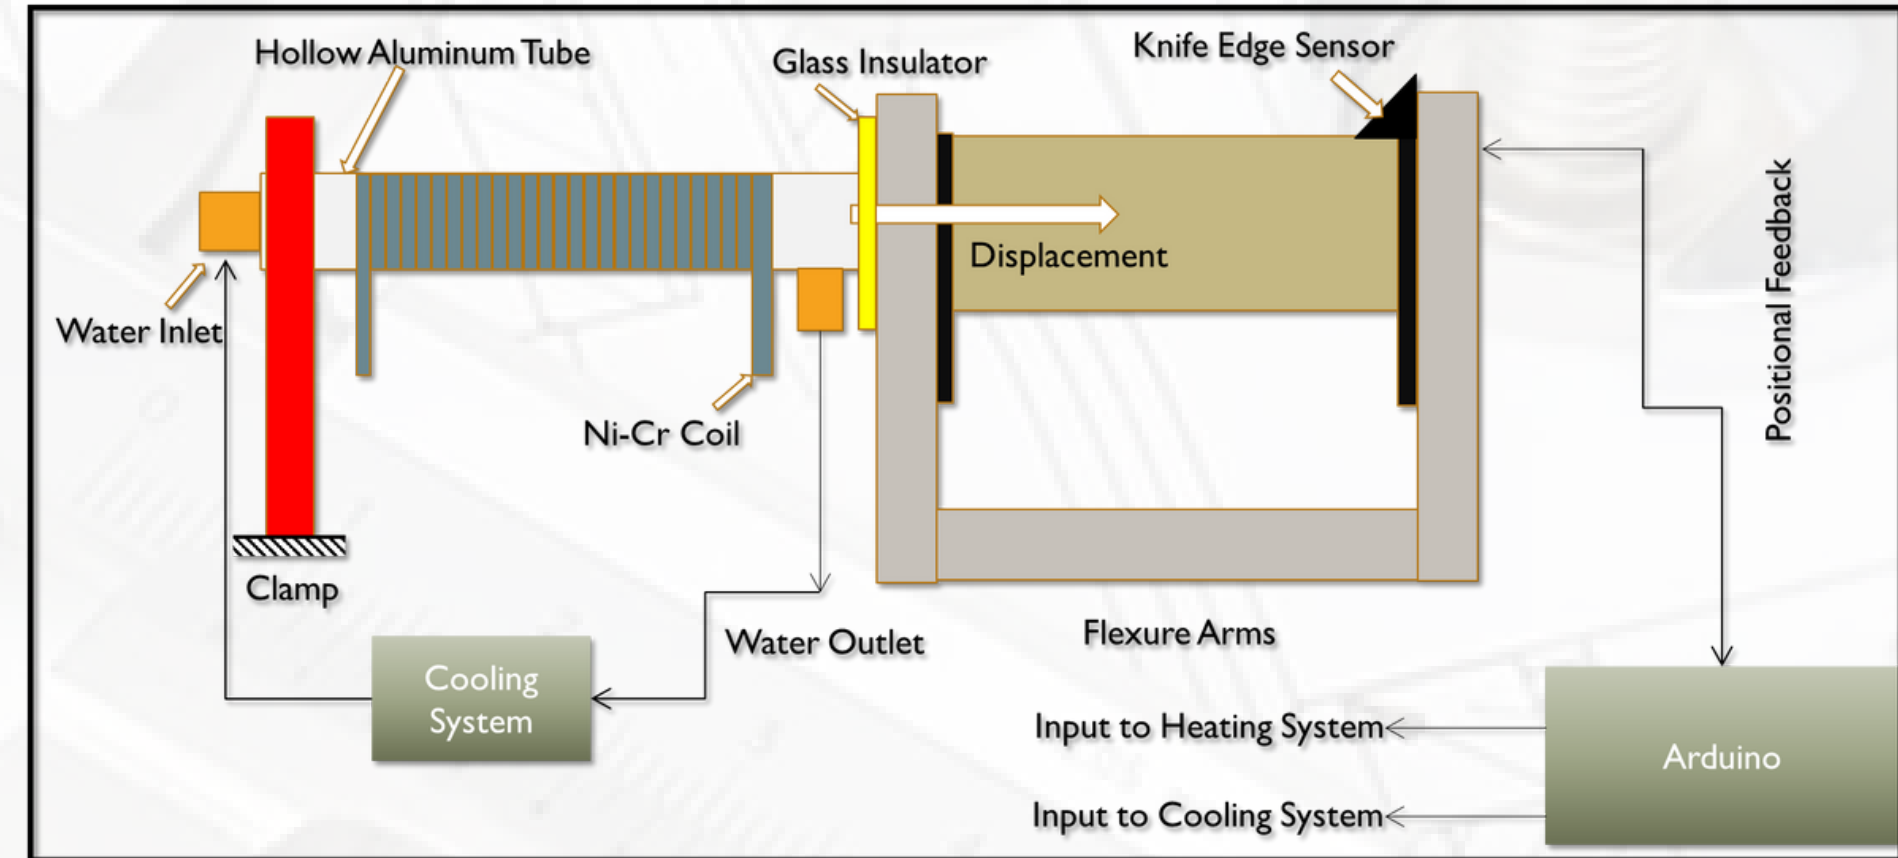 Hollow Aluminum Tube
Glass Insulator
Knife Edge Sensor
Displacement
Positional Feedback
Water Inlet
Ni-Cr Coil
Clamp
Water Outlet
Flexure Arms
Cooling
System
Input to Heating System
Arduino
Input to Cooling System